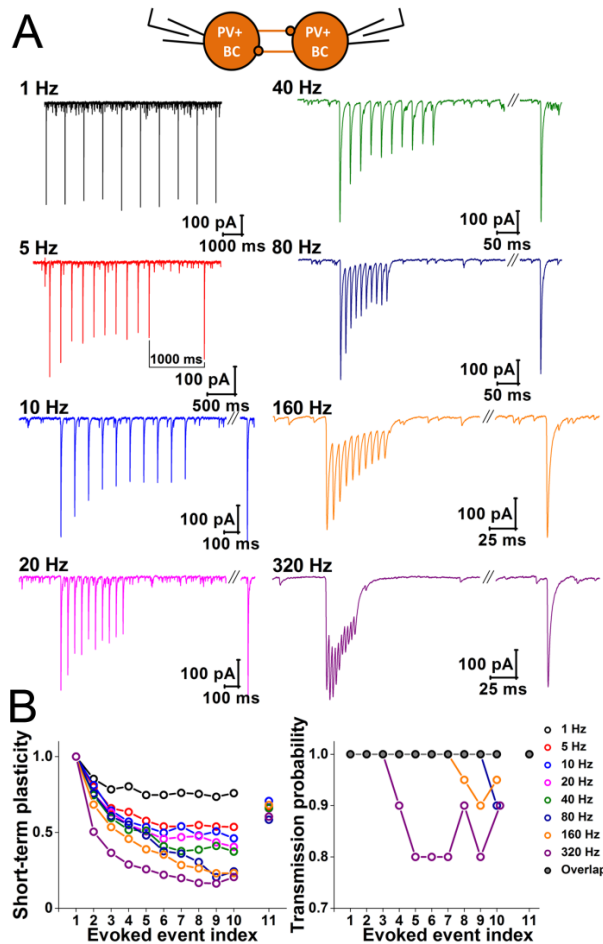 A
PV+
BC
PV+
BC
1 Hz
100 pA
1000 ms
5 Hz
1000 ms
100 pA
500 ms
10 Hz
100 pA
100 ms
20 Hz
100 pA
100 ms
40 Hz
100 pA
50 ms
80 Hz
100 pA
50 ms
160 Hz
100 pA
25 ms
320 Hz
100 pA
25 ms
B
Short-term plasticity
1.0
0.5
0.0
1 2 3 4 5 6 7 8 9 10 11
Evoked event index
Transmission probability
1.0
0.9
0.8
0.7
1 2 3 4 5 6 7 8 9 10 11
Evoked event index
1 Hz
5 Hz
10 Hz
20 Hz
40 Hz
80 Hz
160 Hz
320 Hz
Overlap